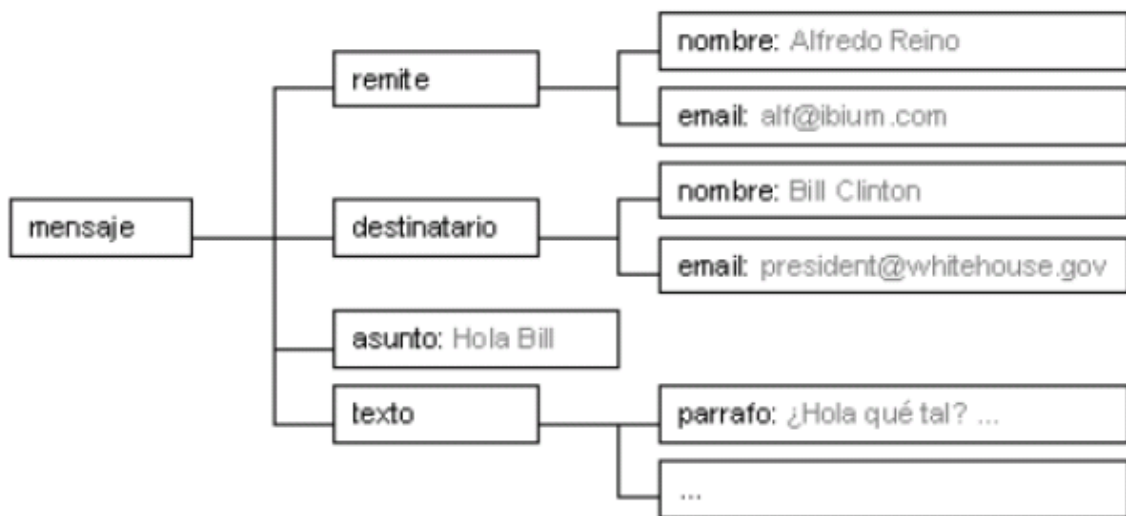 nombre: Alfredo Reino
remite
email: alf@ibium.com
nombre: Bill Clinton
mensaje
destinatario
email: president@whitehouse.gov
asunto: Hola Bill
texto
parrafo: ¿Hola qué tal? ...
...